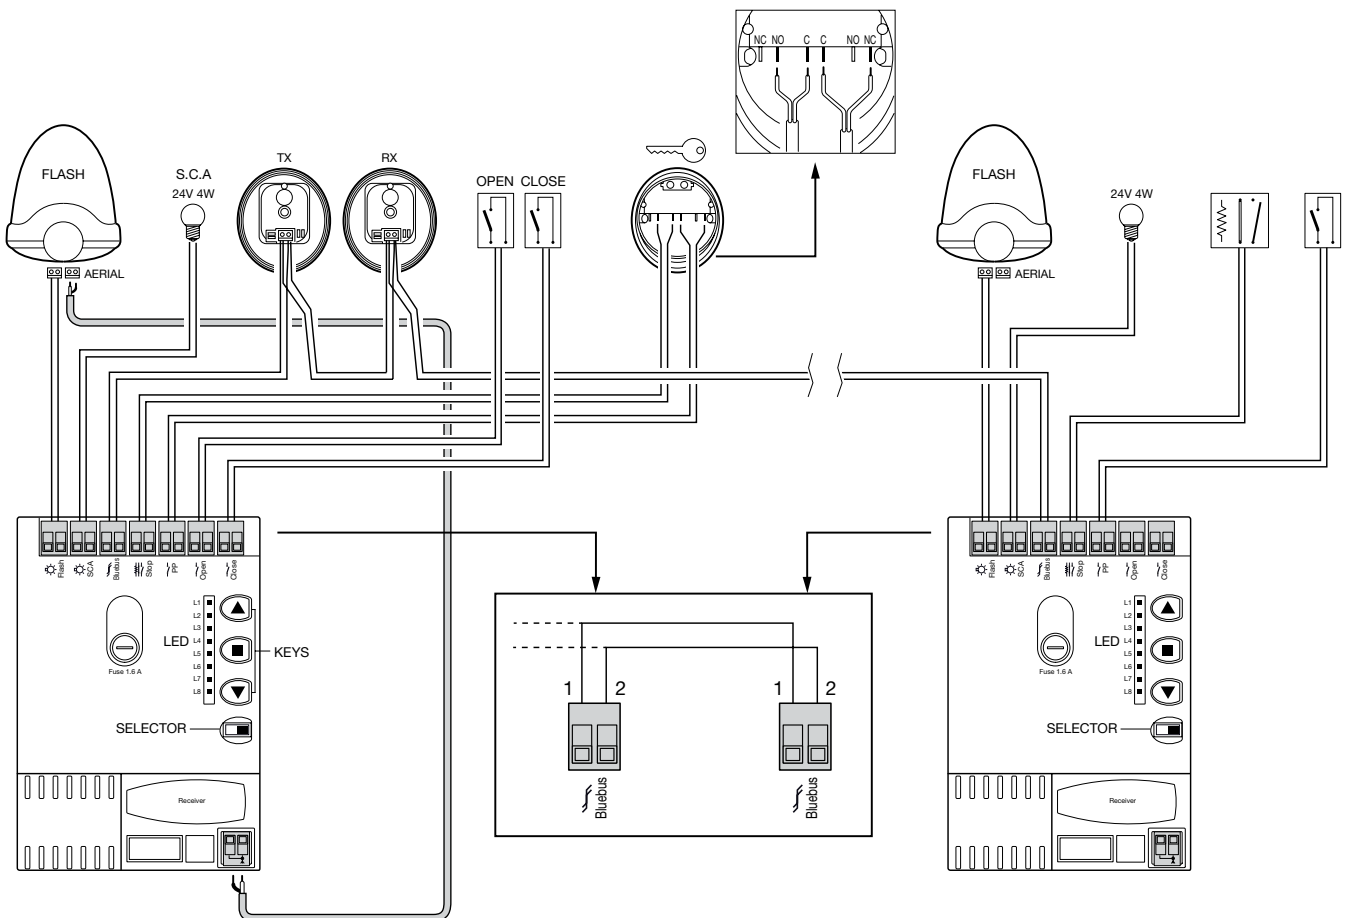 NC NO C C NO NC
FLASH
S.C.A
24V 4W
TX
RX
OPEN CLOSE
FLASH
24V 4W
AERIAL
AERIAL
Flash
SCA
Bluebus
Stop
PP
Open
Close
L1
L2
L3
L4
L5
L6
L7
L8
LED
KEYS
Fuse 1.6 A
SELECTOR
Receiver
1 2
Bluebus
1 2
Bluebus
Flash
SCA
Bluebus
Stop
PP
Open
Close
L1
L2
L3
L4
L5
L6
L7
L8
LED
Fuse 1.6 A
SELECTOR
Receiver